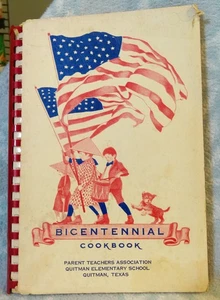 BICENTENNIAL
COOKBOOK
PARENT TEACHERS ASSOCIATION
QUITMAN ELEMENTARY SCHOOL
QUITMAN, TEXAS